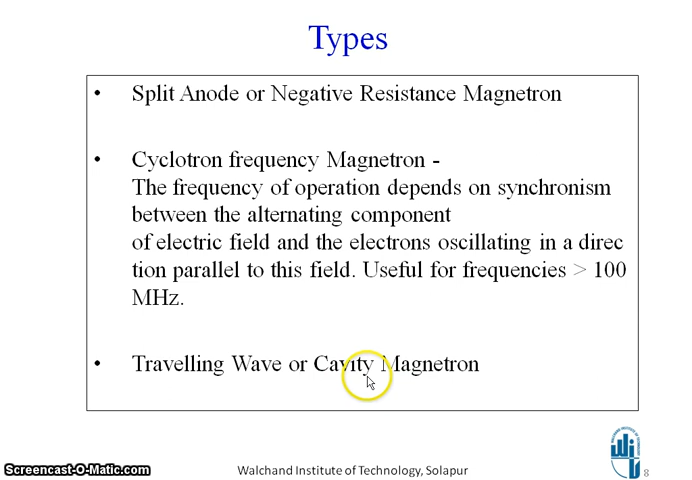 Types
• Split Anode or Negative Resistance Magnetron
• Cyclotron frequency Magnetron -
The frequency of operation depends on synchronism
between the alternating component
of electric field and the electrons oscillating in a direc
tion parallel to this field. Useful for frequencies > 100
MHz.
• Travelling Wave or Cavity Magnetron
Screencast-O-Matic.com
Walchand Institute of Technology, Solapur
8